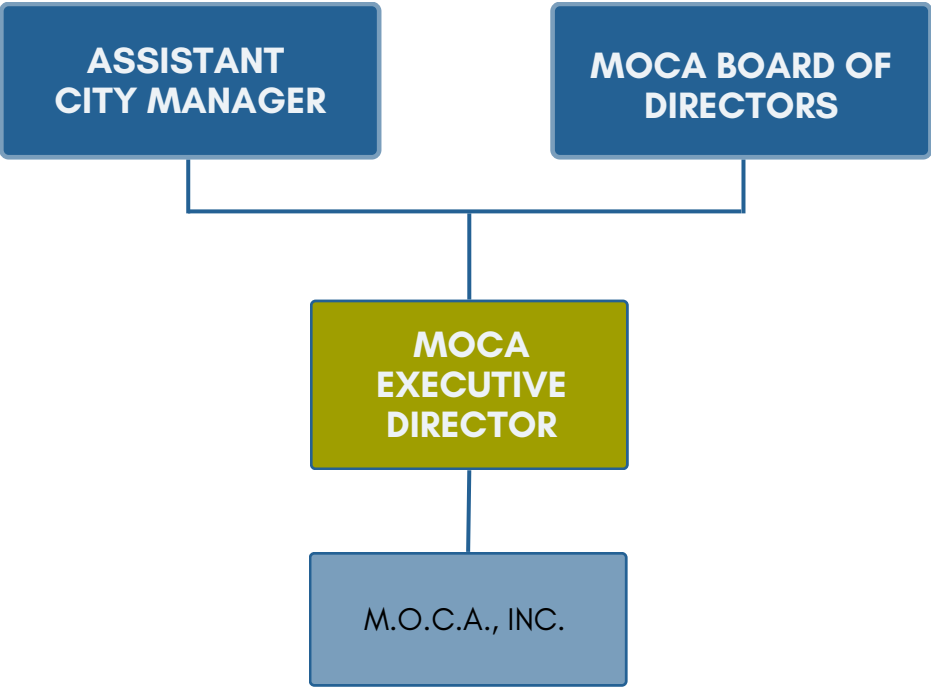 ASSISTANT
CITY MANAGER
MOCA BOARD OF
DIRECTORS
MOCA
EXECUTIVE
DIRECTOR
M.O.C.A., INC.